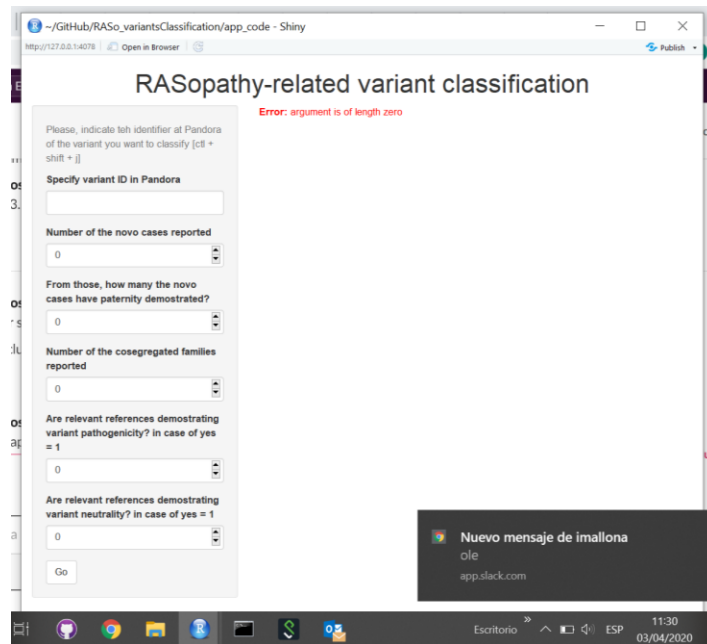 ~/GitHub/RASo_variantsClassification/app_code - Shiny
http://127.0.0.1:4078
Open in Browser
Publish
RASopathy-related variant classification
Please, indicate teh identifier at Pandora
of the variant you want to classify [ctl +
shift + j]
Specify variant ID in Pandora
Number of the novo cases reported
0
From those, how many the novo
cases have paternity demostrated?
0
Number of the cosegregated families
reported
0
Are relevant references demostrating
variant pathogenicity? in case of yes
= 1
0
Are relevant references demostrating
variant neutrality? in case of yes = 1
0
Go
Error: argument is of length zero
Nuevo mensaje de imallona
ole
app.slack.com
Escritorio
ESP
11:30
03/04/2020